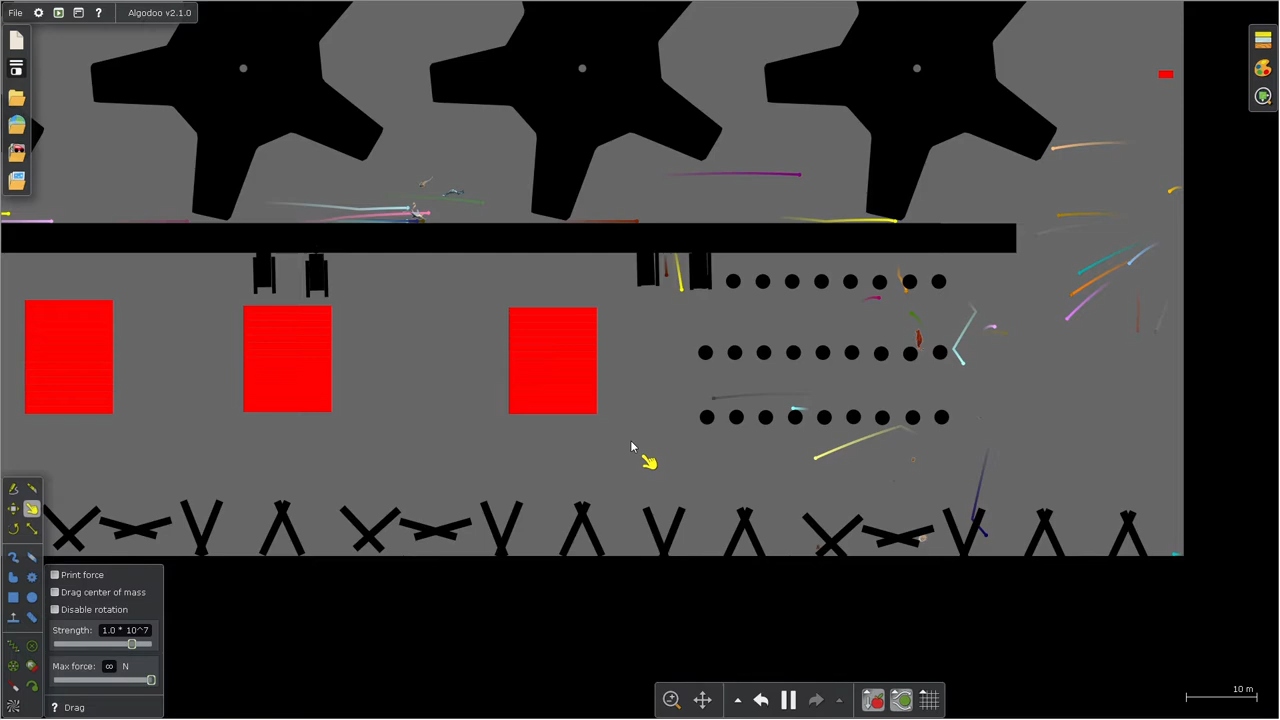 File
?
Algodoo v2.1.0
Print force
Drag center of mass
Disable rotation
Strength: 1.0 * 10^7
Max force: ∞ N
? Drag
10 m